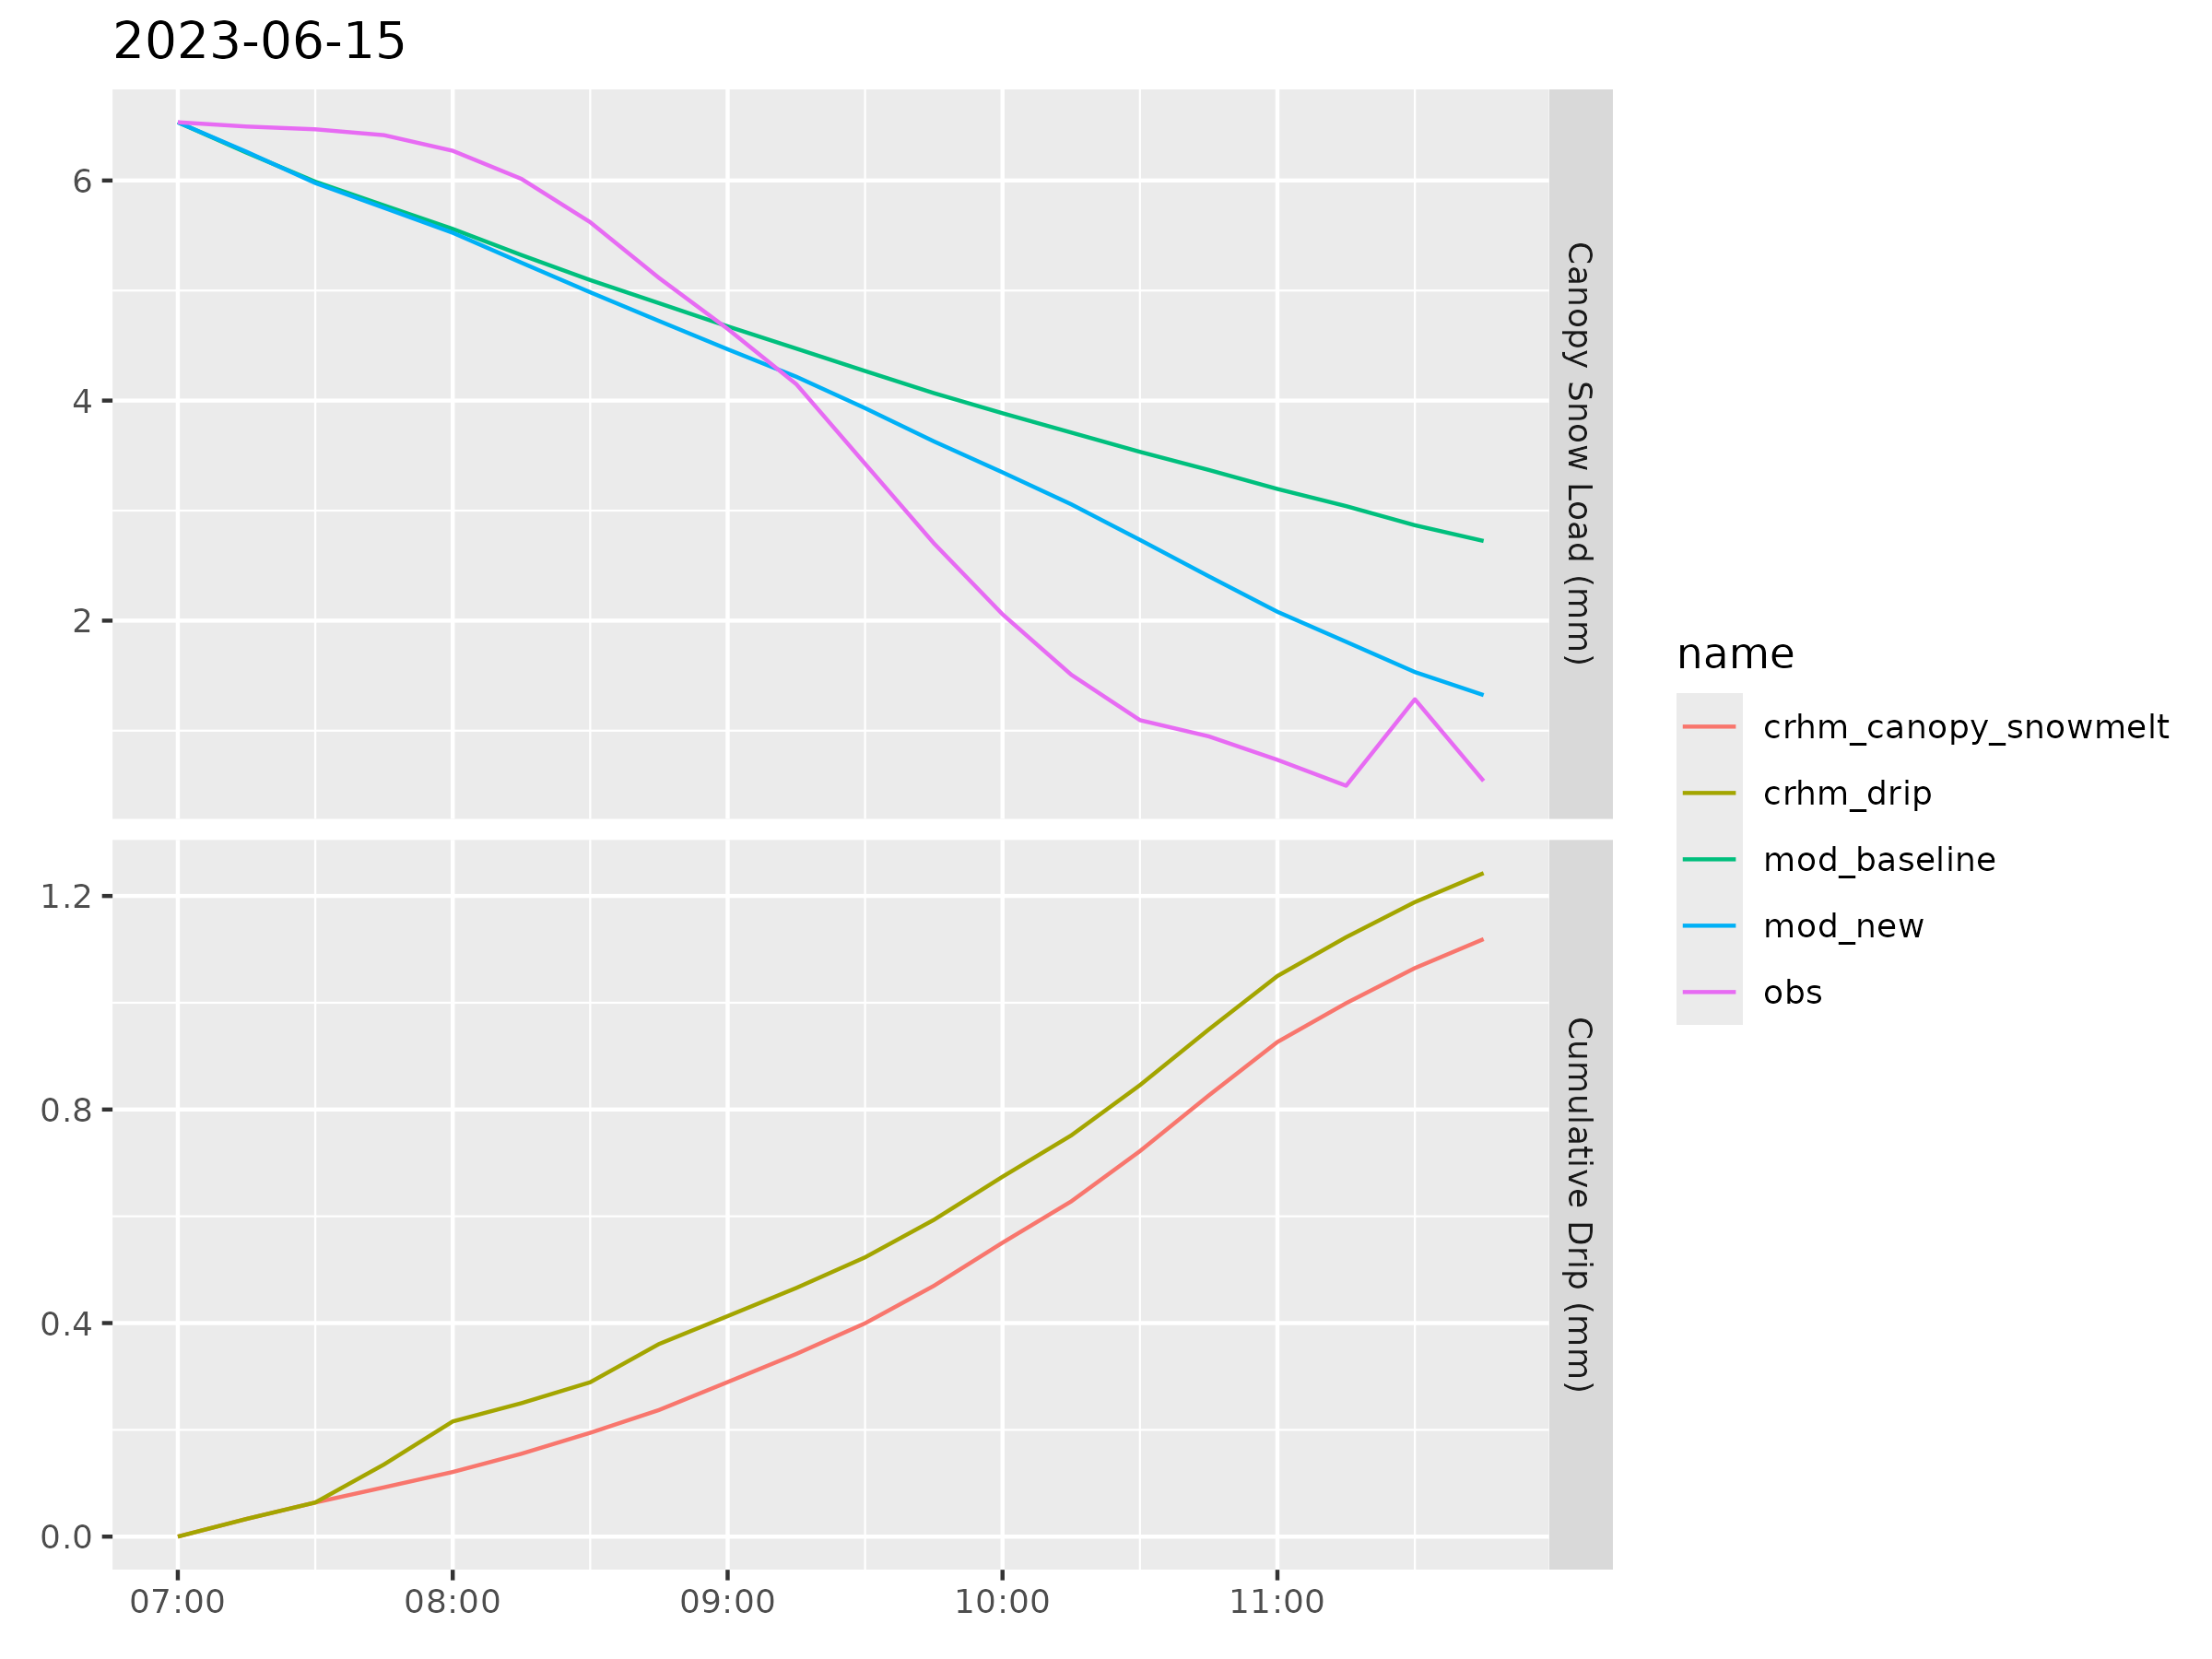 2023-06-15
6
4
2
Canopy Snow Load (mm)
1.2
0.8
0.4
0.0
Cumulative Drip (mm)
07:00 08:00 09:00 10:00 11:00
name
crhm_canopy_snowmelt
crhm_drip
mod_baseline
mod_new
obs